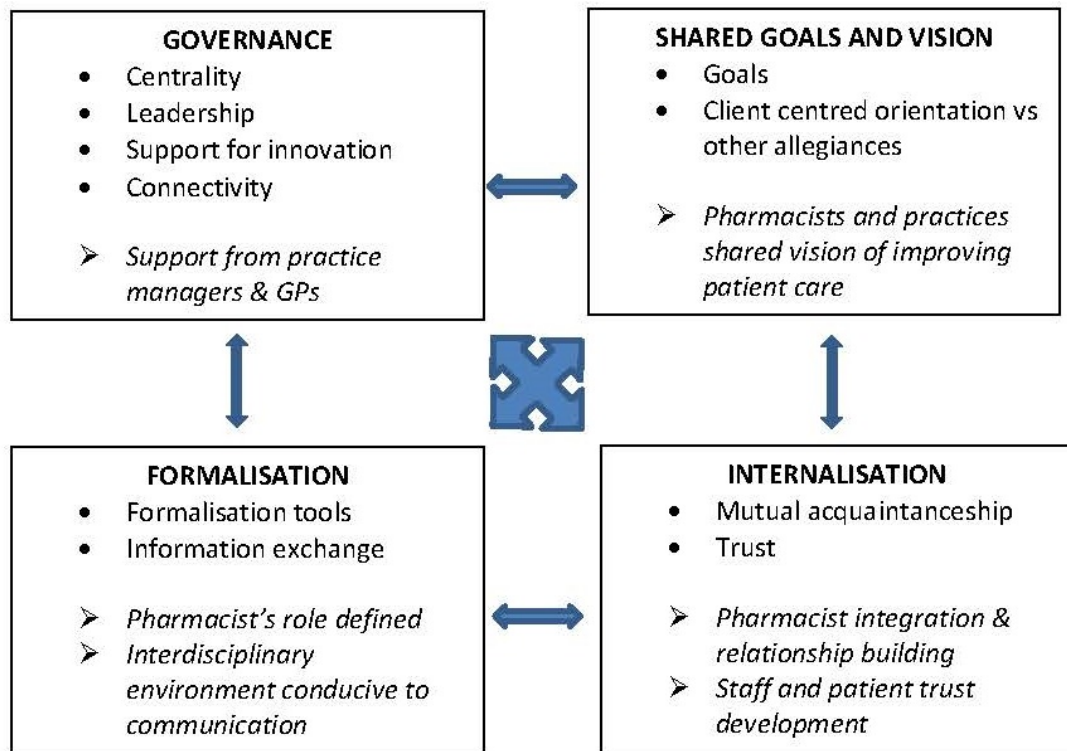 GOVERNANCE
• Centrality
• Leadership
• Support for innovation
• Connectivity
➢ Support from practice
managers & GPs
SHARED GOALS AND VISION
• Goals
• Client centred orientation vs
other allegiances
➢ Pharmacists and practices
shared vision of improving
patient care
FORMALISATION
• Formalisation tools
• Information exchange
➢ Pharmacist's role defined
➢ Interdisciplinary
environment conducive to
communication
INTERNALISATION
• Mutual acquaintanceship
• Trust
➢ Pharmacist integration &
relationship building
➢ Staff and patient trust
development